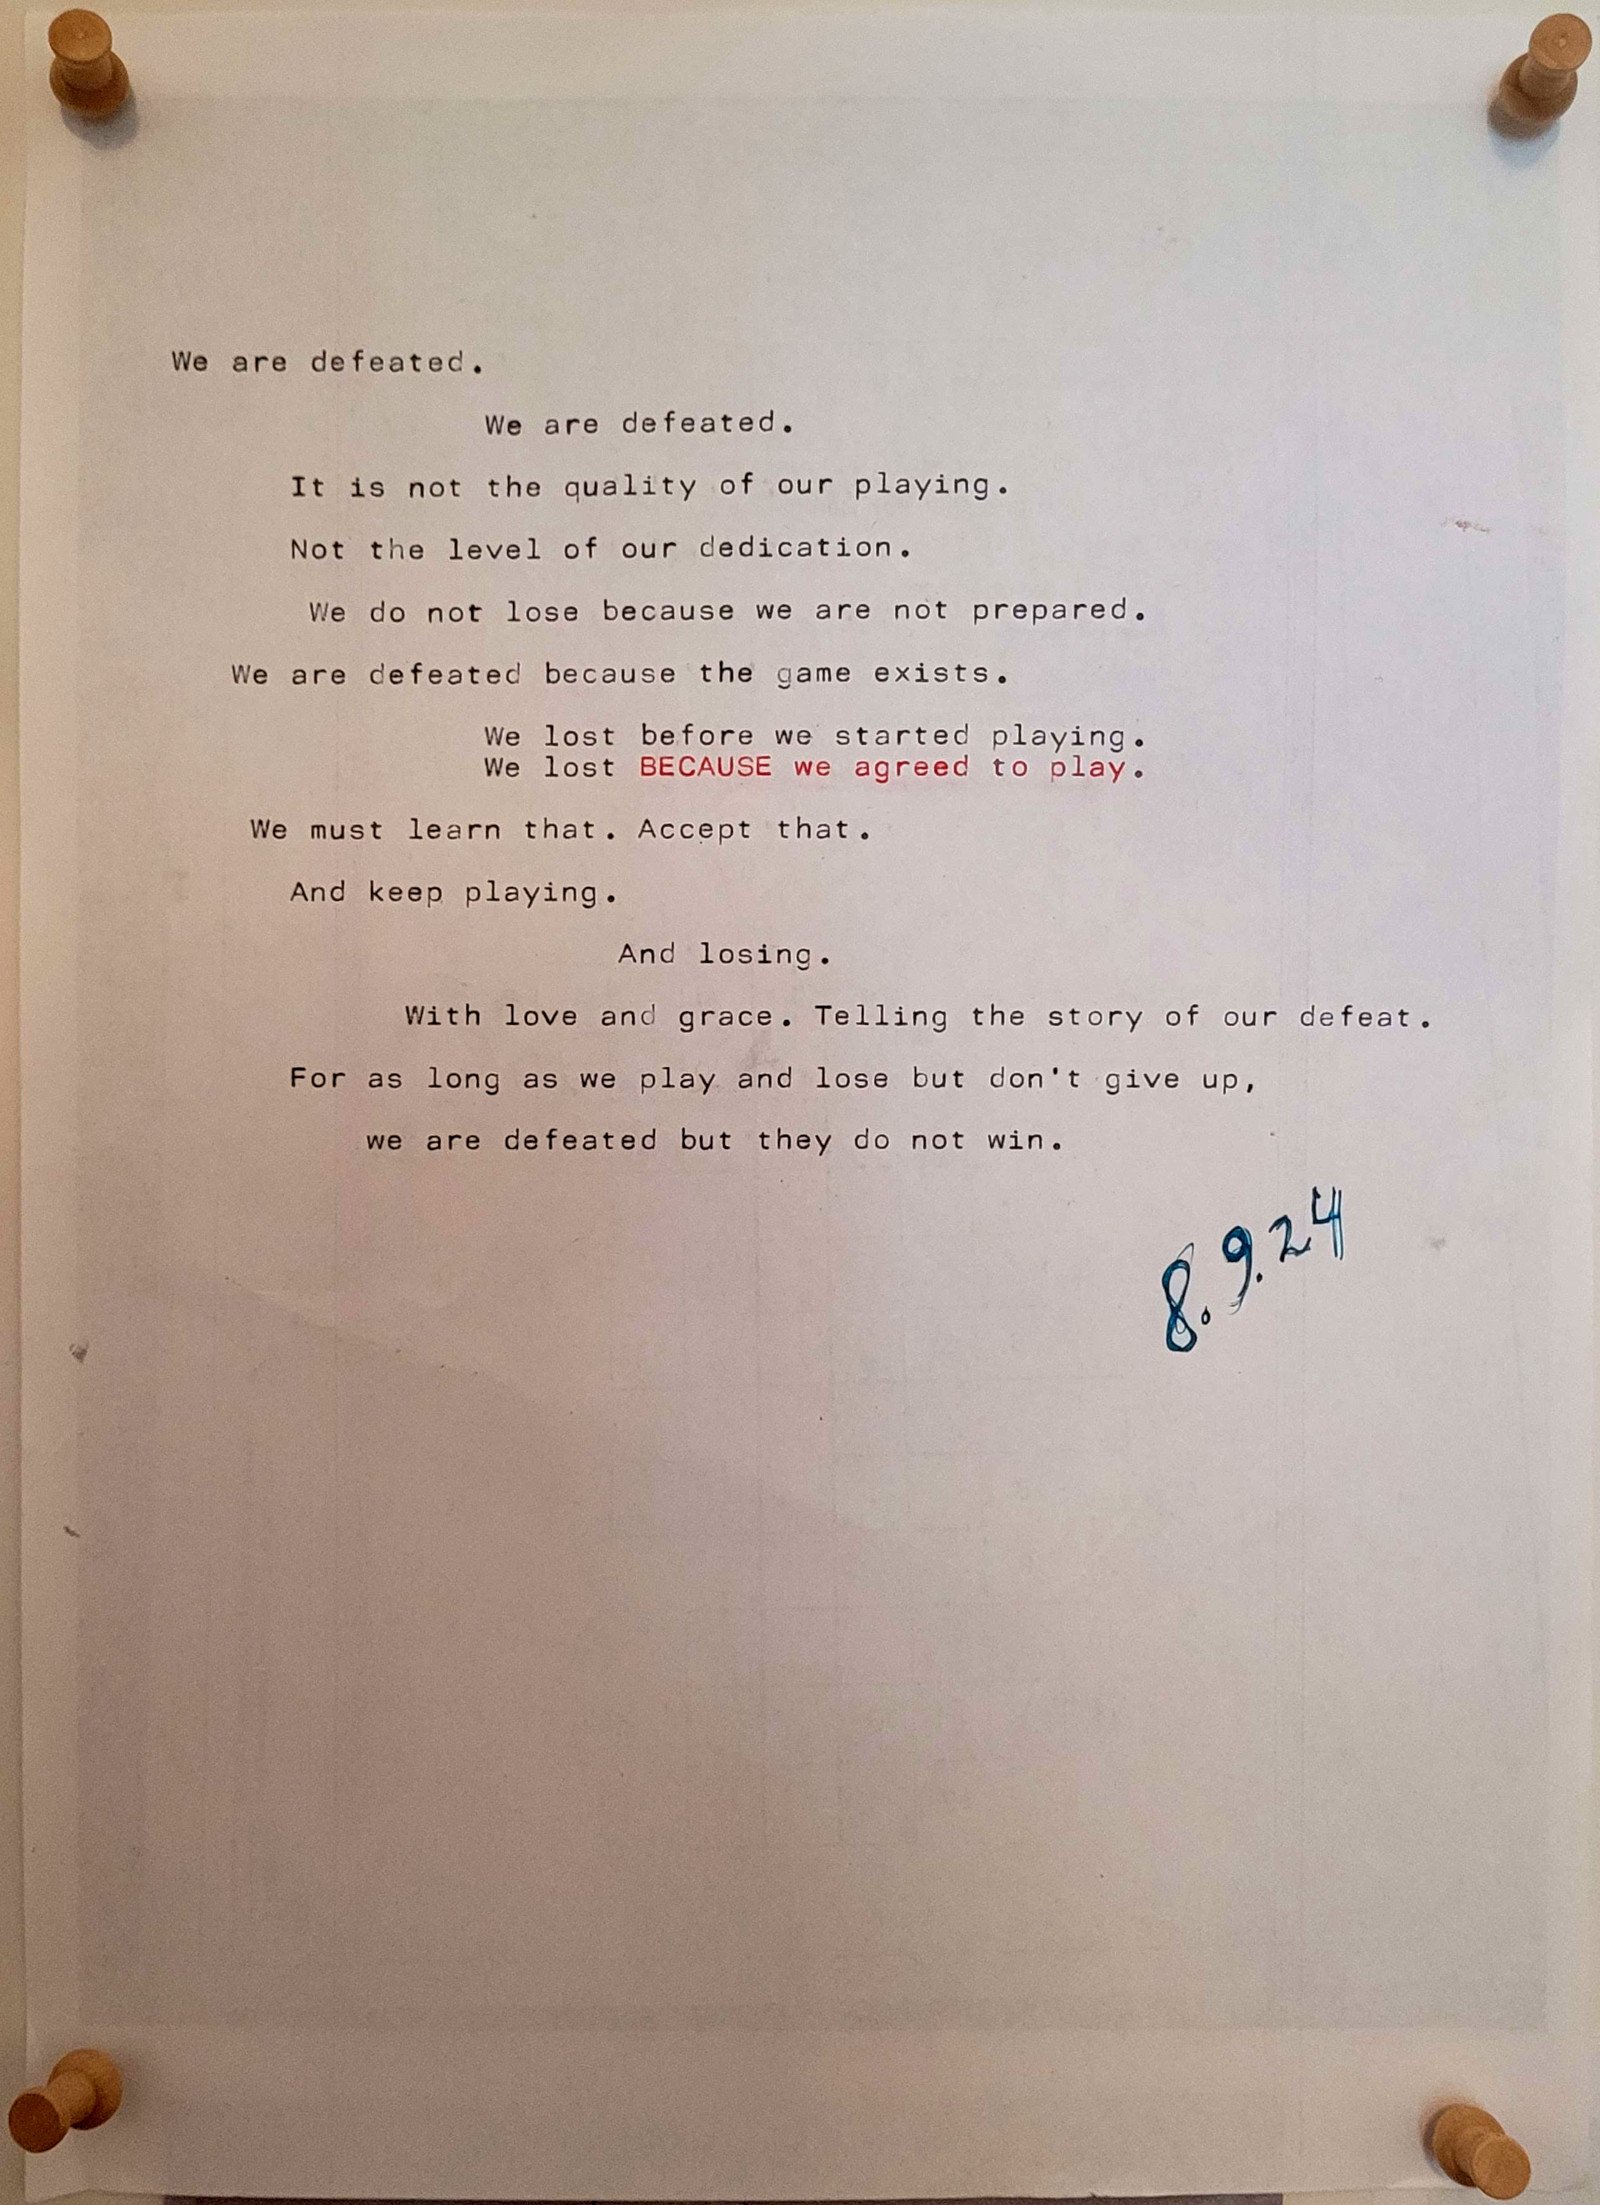 We are defeated.
We are defeated.
It is not the quality of our playing.
Not the level of our dedication.
We do not lose because we are not prepared.
We are defeated because the game exists.
We lost before we started playing.
We lost BECAUSE we agreed to play.
We must learn that. Accept that.
And keep playing.
And losing.
With love and grace. Telling the story of our defeat.
For as long as we play and lose but don't give up,
we are defeated but they do not win.
8.9.24